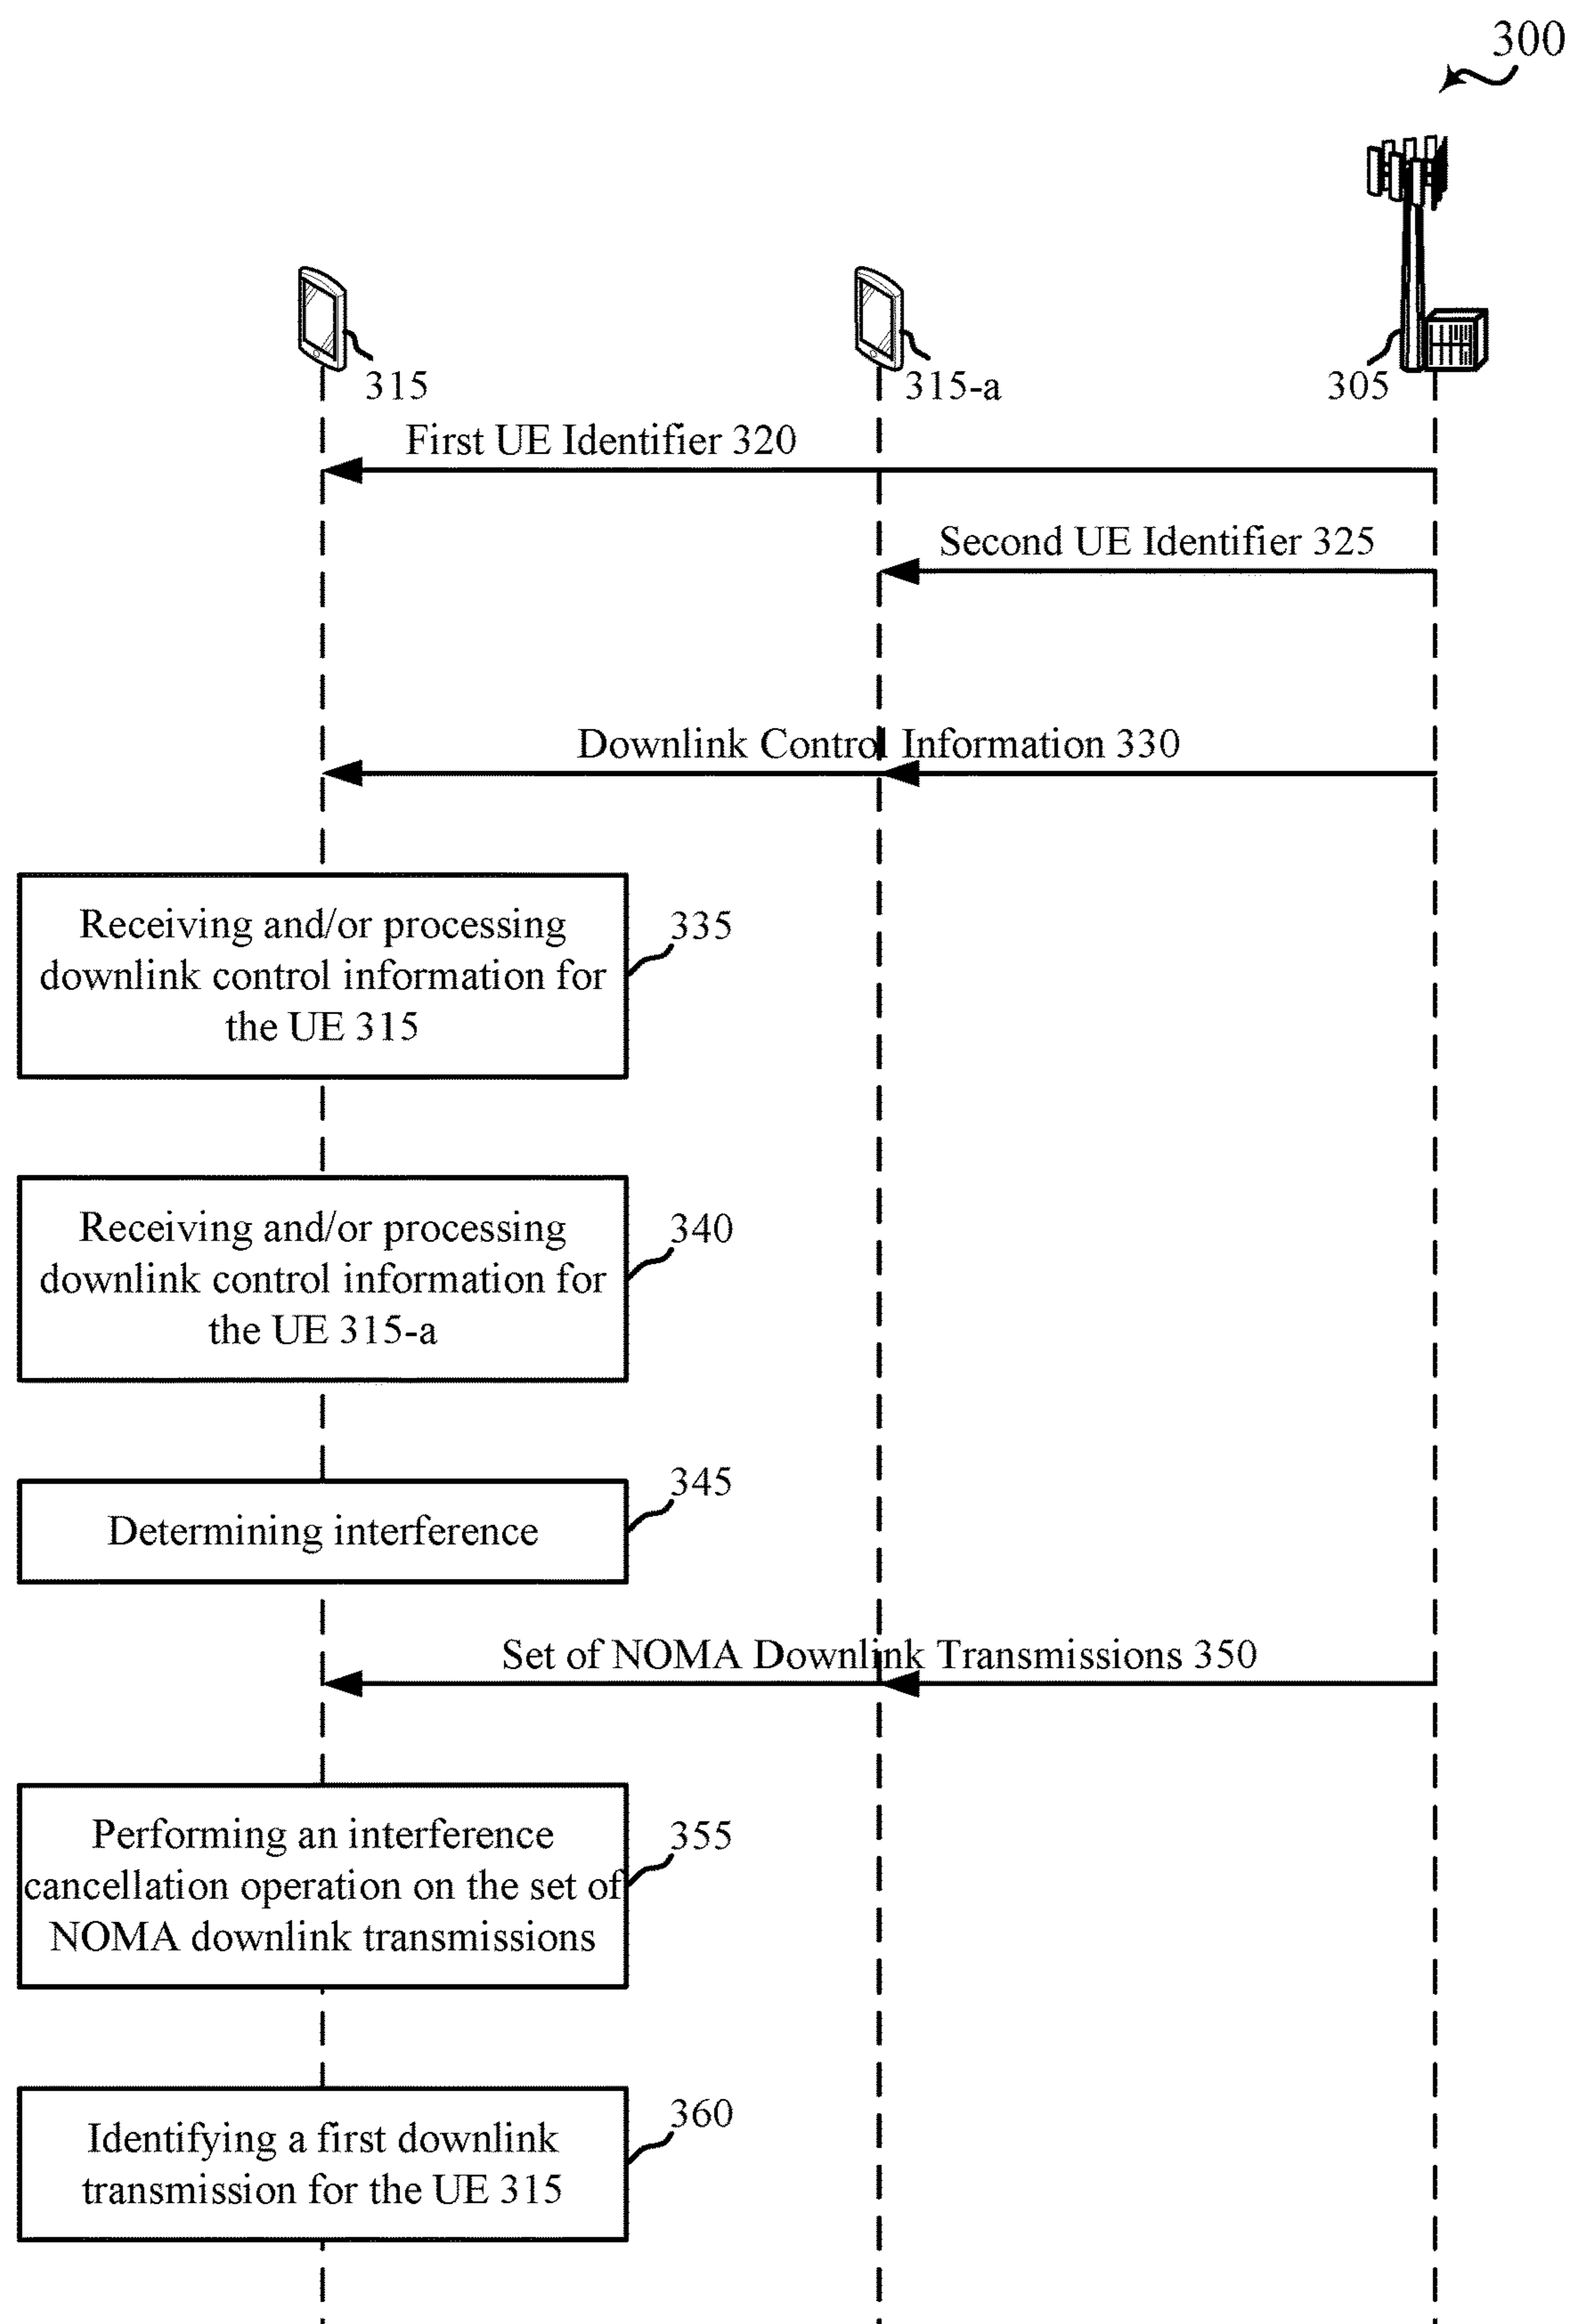 300
315
315-a
305
First UE Identifier 320
Second UE Identifier 325
Downlink Control Information 330
Receiving and/or processing
downlink control information for
the UE 315
335
Receiving and/or processing
downlink control information for
the UE 315-a
340
Determining interference
345
Set of NOMA Downlink Transmissions 350
Performing an interference
cancellation operation on the set of
NOMA downlink transmissions
355
Identifying a first downlink
transmission for the UE 315
360